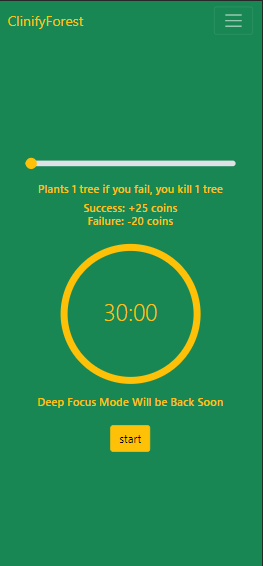 ClinifyForest
Plants 1 tree if you fail, you kill 1 tree
Success: +25 coins
Failure: -20 coins
30:00
Deep Focus Mode Will be Back Soon
start